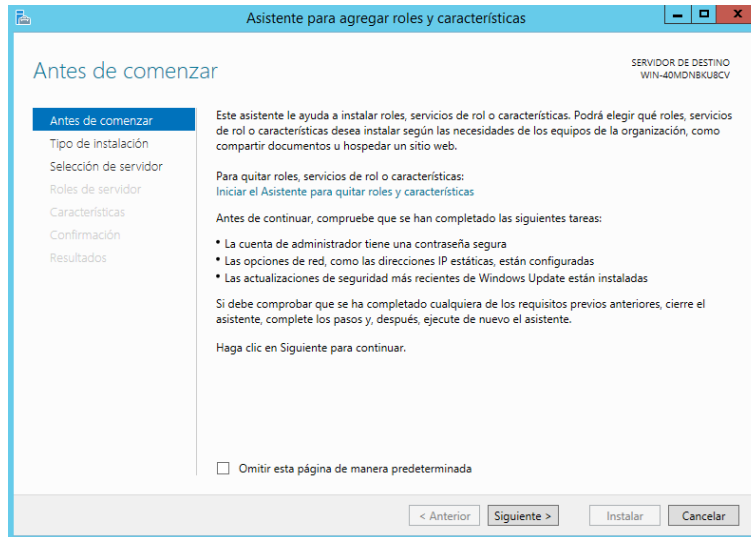 Asistente para agregar roles y características
Antes de comenzar
SERVIDOR DE DESTINO
WIN-40MDNBKU8CV
Antes de comenzar
Tipo de instalación
Selección de servidor
Roles de servidor
Características
Confirmación
Resultados
Este asistente le ayuda a instalar roles, servicios de rol o características. Podrá elegir qué roles, servicios
de rol o características desea instalar según las necesidades de los equipos de la organización, como
compartir documentos u hospedar un sitio web.
Para quitar roles, servicios de rol o características:
Iniciar el Asistente para quitar roles y características
Antes de continuar, compruebe que se han completado las siguientes tareas:
• La cuenta de administrador tiene una contraseña segura
• Las opciones de red, como las direcciones IP estáticas, están configuradas
• Las actualizaciones de seguridad más recientes de Windows Update están instaladas
Si debe comprobar que se ha completado cualquiera de los requisitos previos anteriores, cierre el
asistente, complete los pasos y, después, ejecute de nuevo el asistente.
Haga clic en Siguiente para continuar.
Omitir esta página de manera predeterminada
< Anterior
Siguiente >
Instalar
Cancelar